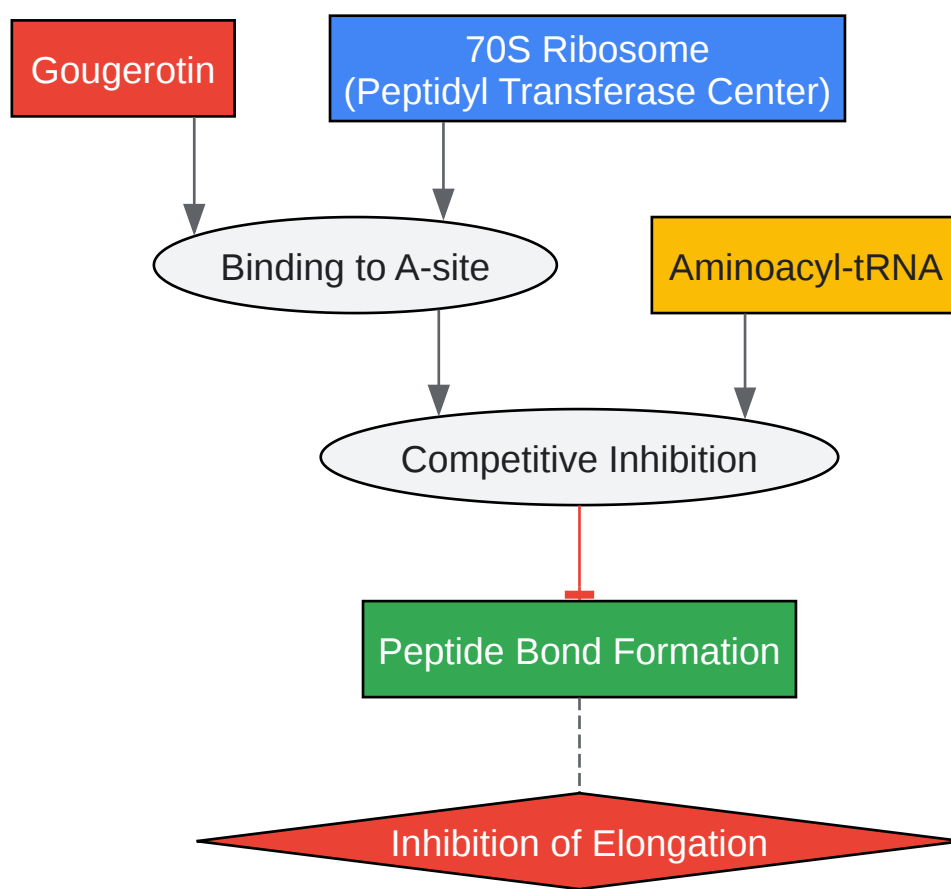 Gougerotin
70S Ribosome
(Peptidyl Transferase Center)
Binding to A-site
Aminoacyl-tRNA
Competitive Inhibition
Peptide Bond Formation
Inhibition of Elongation